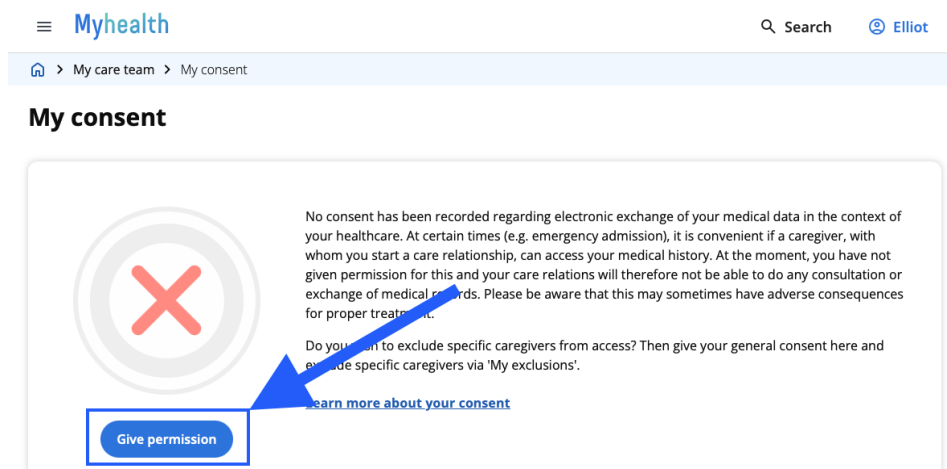 Myhealth
Search
Elliot
My care team > My consent
My consent
No consent has been recorded regarding electronic exchange of your medical data in the context of
your healthcare. At certain times (e.g. emergency admission), it is convenient if a caregiver, with
whom you start a care relationship, can access your medical history. At the moment, you have not
given permission for this and your care relations will therefore not be able to do any consultation or
exchange of medical records. Please be aware that this may sometimes have adverse consequences
for proper treatment.
Do you wish to exclude specific caregivers from access? Then give your general consent here and
exclude specific caregivers via 'My exclusions'.
Learn more about your consent
Give permission